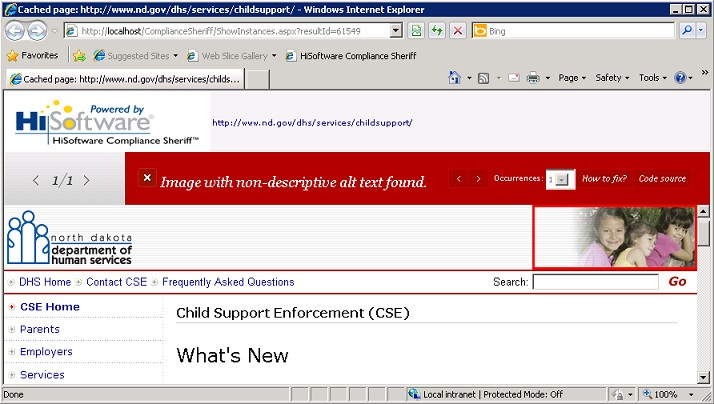 Cached page: http://www.nd.gov/dhs/services/childsupport/ - Windows Internet Explorer
http://localhost/ComplianceSheriff/ShowInstances.aspx?resultId=61549
Bing
Favorites Suggested Sites Web Slice Gallery HiSoftware Compliance Sheriff
Cached page: http://www.nd.gov/dhs/services/childs... Page Safety Tools
Powered by
HiSoftware®
HiSoftware Compliance Sheriff™
http://www.nd.gov/dhs/services/childsupport/
1/1 Image with non-descriptive alt text found. Occurrences: 1 How to fix? Code source
north dakota
department of
human services
DHS Home Contact CSE Frequently Asked Questions Search: Go
CSE Home
Parents
Employers
Services
Child Support Enforcement (CSE)
What's New
Done Local intranet | Protected Mode: Off 100%